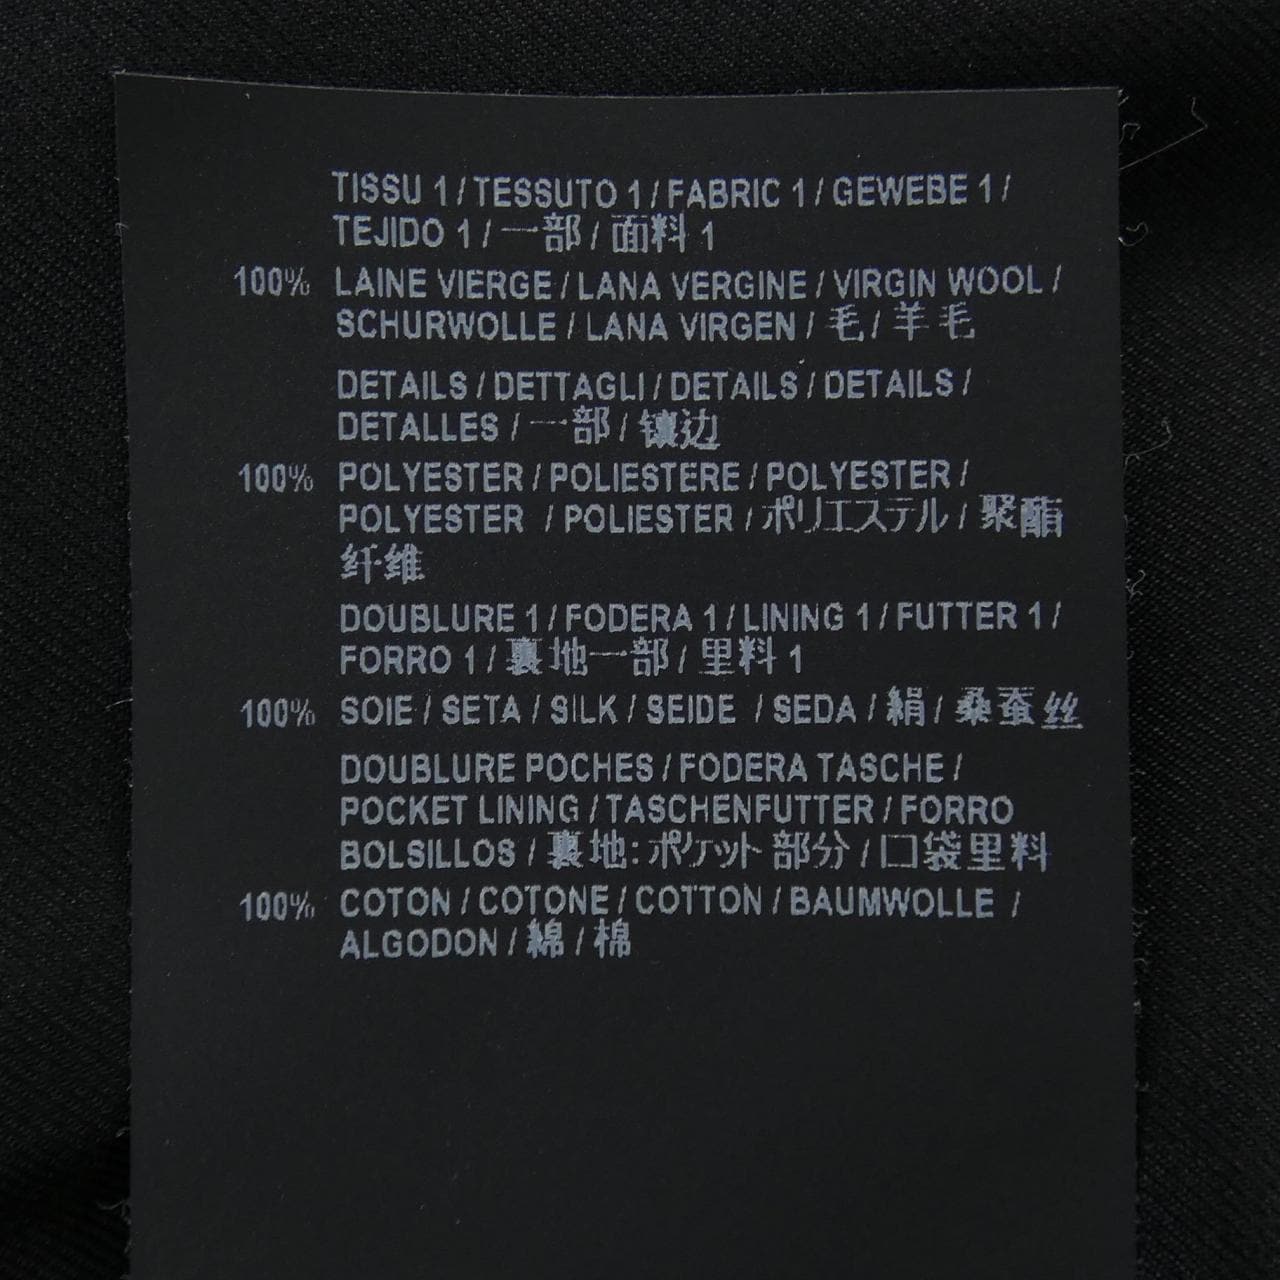 TISSU 1 / TESSUTO 1 / FABRIC 1 / GEWEBE 1 /
TEJIDO 1 / 一部 / 面料 1
100% LAINE VIERGE / LANA VERGINE / VIRGIN WOOL /
SCHURWOLLE / LANA VIRGEN / 毛 / 羊毛
DETAILS / DETTAGLI / DETAILS / DETAILS /
DETALLES / 一部 / 镶边
100% POLYESTER / POLIESTERE / POLYESTER /
POLYESTER / POLIESTER / ポリエステル / 聚酯
纤维
DOUBLURE 1 / FODERA 1 / LINING 1 / FUTTER 1 /
FORRO 1 / 裏地一部 / 里料 1
100% SOIE / SETA / SILK / SEIDE / SEDA / 絹 / 桑蚕丝
DOUBLURE POCHES / FODERA TASCHE /
POCKET LINING / TASCHENFUTTER / FORRO
BOLSILLOS / 裏地:ポケット部分 / 口袋里料
100% COTON / COTONE / COTTON / BAUMWOLLE /
ALGODON / 綿 / 棉